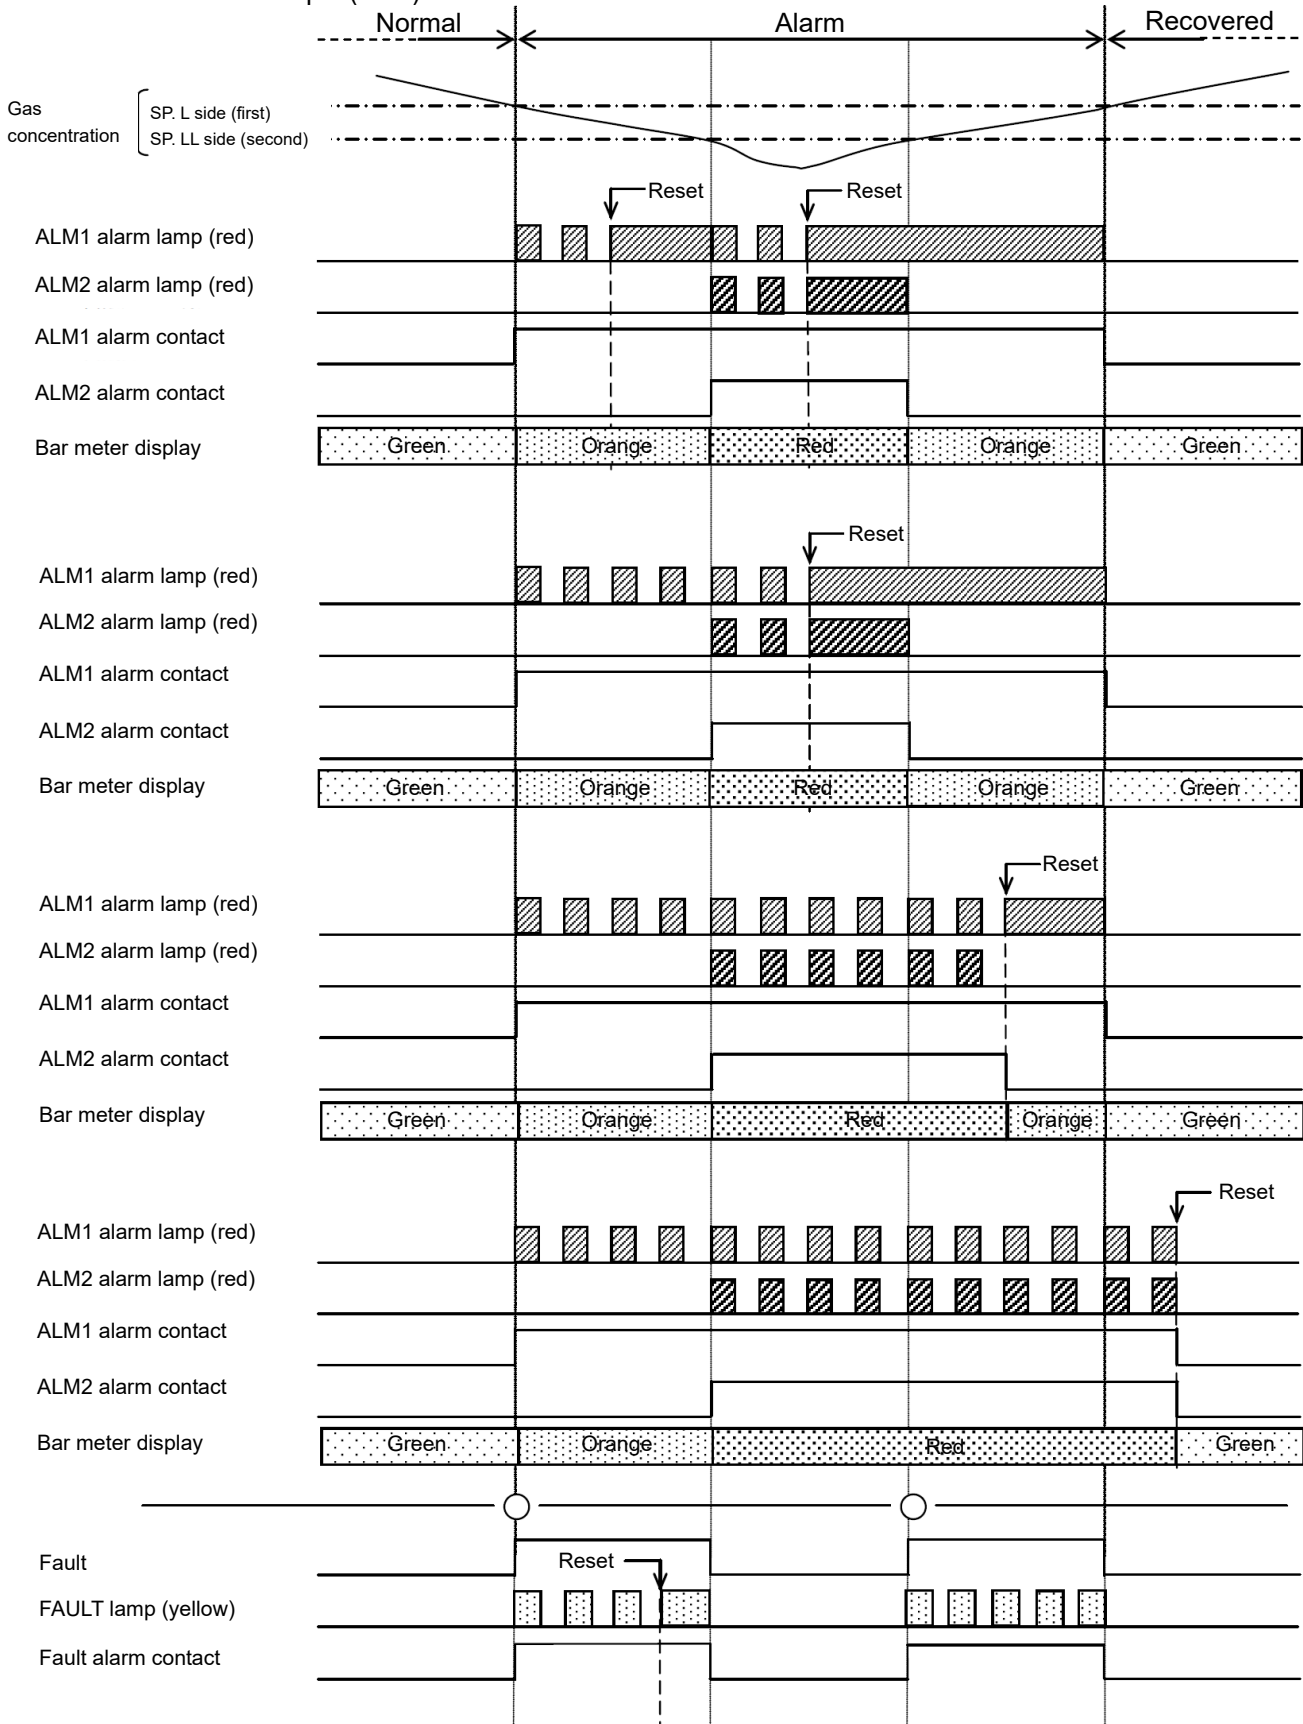 Normal Alarm Recovered
Gas
concentration
SP. L side (first)
SP. LL side (second)
Reset Reset
ALM1 alarm lamp (red)
ALM2 alarm lamp (red)
ALM1 alarm contact
ALM2 alarm contact
Bar meter display Green Orange Red Orange Green
Reset
ALM1 alarm lamp (red)
ALM2 alarm lamp (red)
ALM1 alarm contact
ALM2 alarm contact
Bar meter display Green Orange Red Orange Green
Reset
ALM1 alarm lamp (red)
ALM2 alarm lamp (red)
ALM1 alarm contact
ALM2 alarm contact
Bar meter display Green Orange Red Orange Green
Reset
ALM1 alarm lamp (red)
ALM2 alarm lamp (red)
ALM1 alarm contact
ALM2 alarm contact
Bar meter display Green Orange Red Green
Fault Reset
FAULT lamp (yellow)
Fault alarm contact